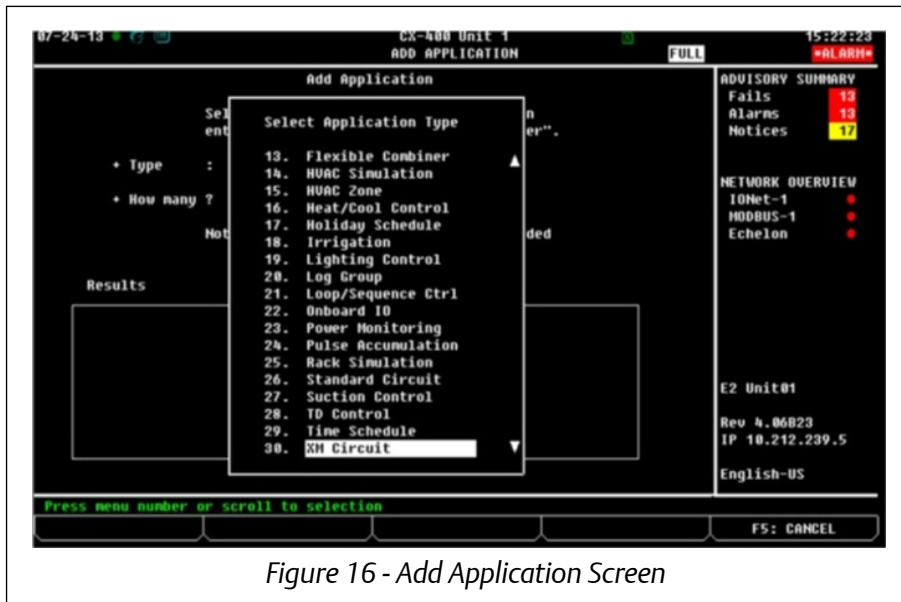 07-24-13 CX-400 Unit 1 15:22:23
ADD APPLICATION FULL *ALARM*
Add Application
Sel n
ent er".
+ Type :
+ How many ?
Not ded
Results
Select Application Type
13. Flexible Combiner
14. HVAC Simulation
15. HVAC Zone
16. Heat/Cool Control
17. Holiday Schedule
18. Irrigation
19. Lighting Control
20. Log Group
21. Loop/Sequence Ctrl
22. Onboard IO
23. Power Monitoring
24. Pulse Accumulation
25. Rack Simulation
26. Standard Circuit
27. Suction Control
28. TD Control
29. Time Schedule
30. XM Circuit
ADVISORY SUMMARY
Fails 13
Alarms 13
Notices 17
NETWORK OVERVIEW
IONet-1
MODBUS-1
Echelon
E2 Unit01
Rev 4.06B23
IP 10.212.239.5
English-US
Press menu number or scroll to selection
F5: CANCEL
Figure 16 - Add Application Screen